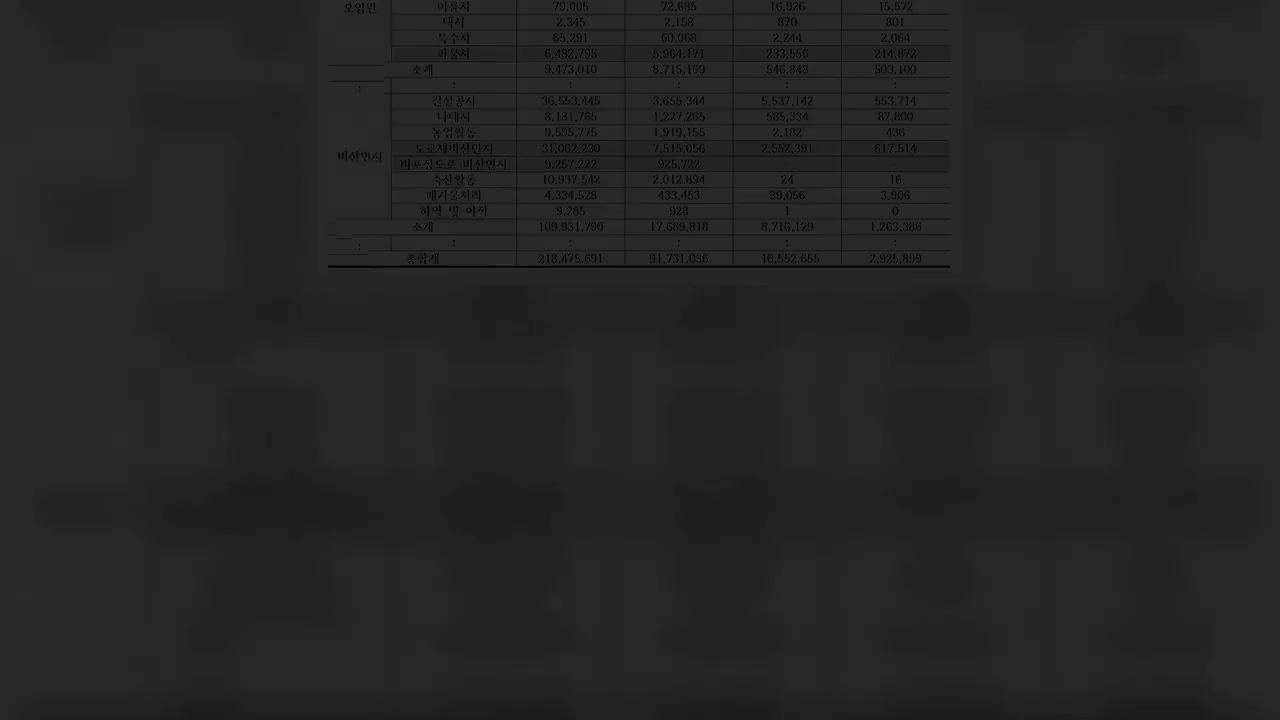 오염원 이륜차 79,005 72,685 16,926 15,572
택시 2,345 2,158 870 801
특수차 65,291 60,068 2,244 2,064
화물차 6,482,795 5,964,171 233,556 214,872
소계 9,473,010 8,715,169 546,848 503,100
: : : : : :
건설공사 36,553,445 3,655,344 5,537,142 553,714
나대지 8,181,765 1,227,265 585,334 87,800
농업활동 9,595,775 1,919,155 2,182 436
도로재비산먼지 31,062,230 7,515,056 2,552,391 617,514
비산먼지 비포장도로 비산먼지 9,257,222 925,722
축산활동 10,937,542 2,012,894 24 16
폐기물처리 4,334,528 433,453 39,056 3,906
하역 및 야적 9,285 928 1 0
소계 109,931,790 17,689,818 8,716,129 1,263,386
: : : : : :
총합계 218,475,691 91,731,036 10,552,655 2,925,899